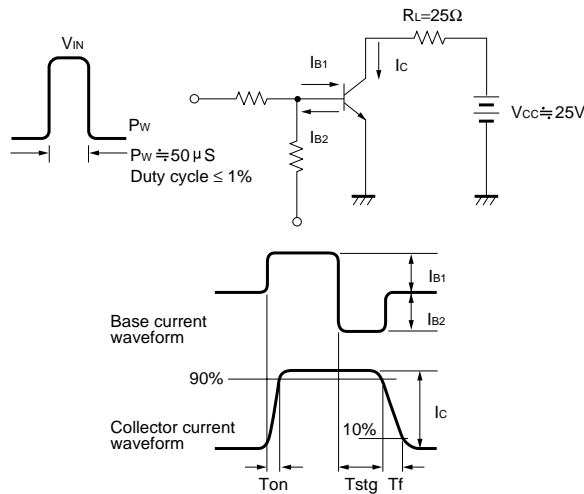 VIN
PW
PW≒50μS
Duty cycle ≤ 1%
RL=25Ω
IB1
IC
IB2
VCC≒25V
Base current
waveform
IB1
IB2
90%
Collector current
waveform
10%
IC
Ton
Tstg
Tf